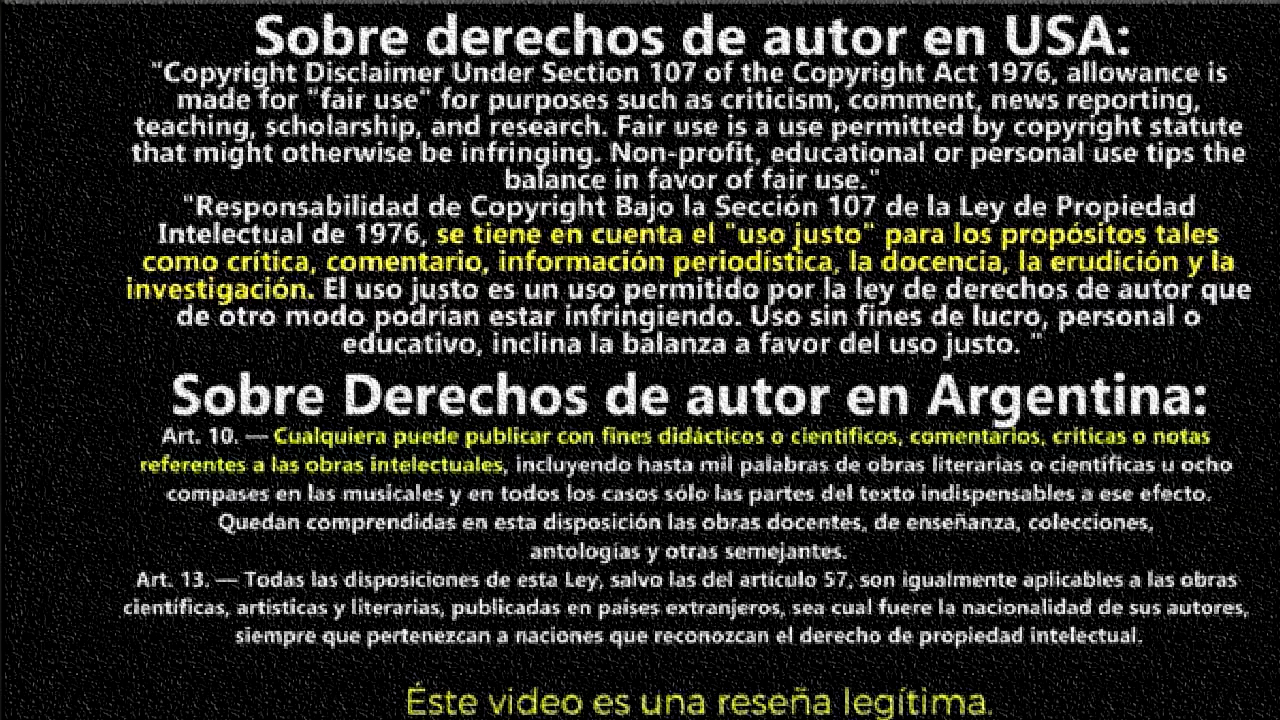 Sobre derechos de autor en USA:
"Copyright Disclaimer Under Section 107 of the Copyright Act 1976, allowance is
made for "fair use" for purposes such as criticism, comment, news reporting,
teaching, scholarship, and research. Fair use is a use permitted by copyright statute
that might otherwise be infringing. Non-profit, educational or personal use tips the
balance in favor of fair use."
"Responsabilidad de Copyright Bajo la Sección 107 de la Ley de Propiedad
Intelectual de 1976, se tiene en cuenta el "uso justo" para los propósitos tales
como crítica, comentario, información periodística, la docencia, la erudición y la
investigación. El uso justo es un uso permitido por la ley de derechos de autor que
de otro modo podrían estar infringiendo. Uso sin fines de lucro, personal o
educativo, inclina la balanza a favor del uso justo. "
Sobre Derechos de autor en Argentina:
Art. 10. — Cualquiera puede publicar con fines didácticos o científicos, comentarios, críticas o notas
referentes a las obras intelectuales, incluyendo hasta mil palabras de obras literarias o científicas u ocho
compases en las musicales y en todos los casos sólo las partes del texto indispensables a ese efecto.
Quedan comprendidas en esta disposición las obras docentes, de enseñanza, colecciones,
antologías y otras semejantes.
Art. 13. — Todas las disposiciones de esta Ley, salvo las del artículo 57, son igualmente aplicables a las obras
científicas, artísticas y literarias, publicadas en países extranjeros, sea cual fuere la nacionalidad de sus autores,
siempre que pertenezcan a naciones que reconozcan el derecho de propiedad intelectual.
Éste video es una reseña legítima.